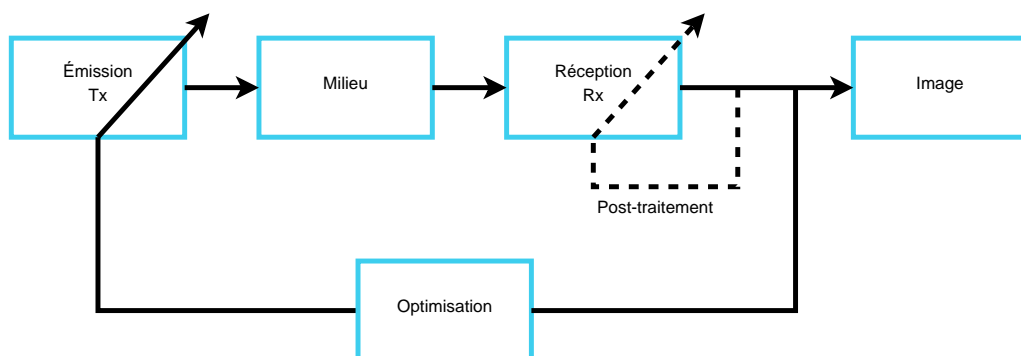 Émission
Tx
Milieu
Réception
Rx
Image
Post-traitement
Optimisation